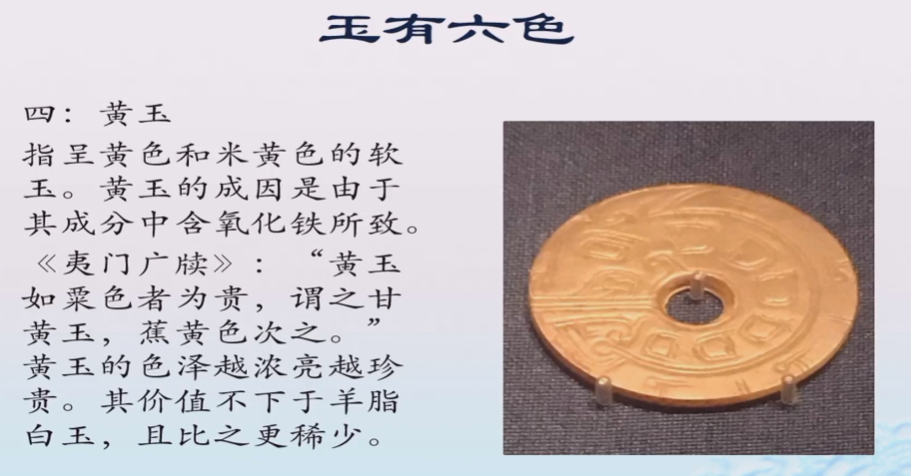 玉有六色
四：黄玉
指呈黄色和米黄色的软
玉。黄玉的成因是由于
其成分中含氧化铁所致。
《夷门广牍》：“黄玉
如粟色者为贵，谓之甘
黄玉，蕉黄色次之。”
黄玉的色泽越浓亮越珍
贵。其价值不下于羊脂
白玉，且比之更稀少。